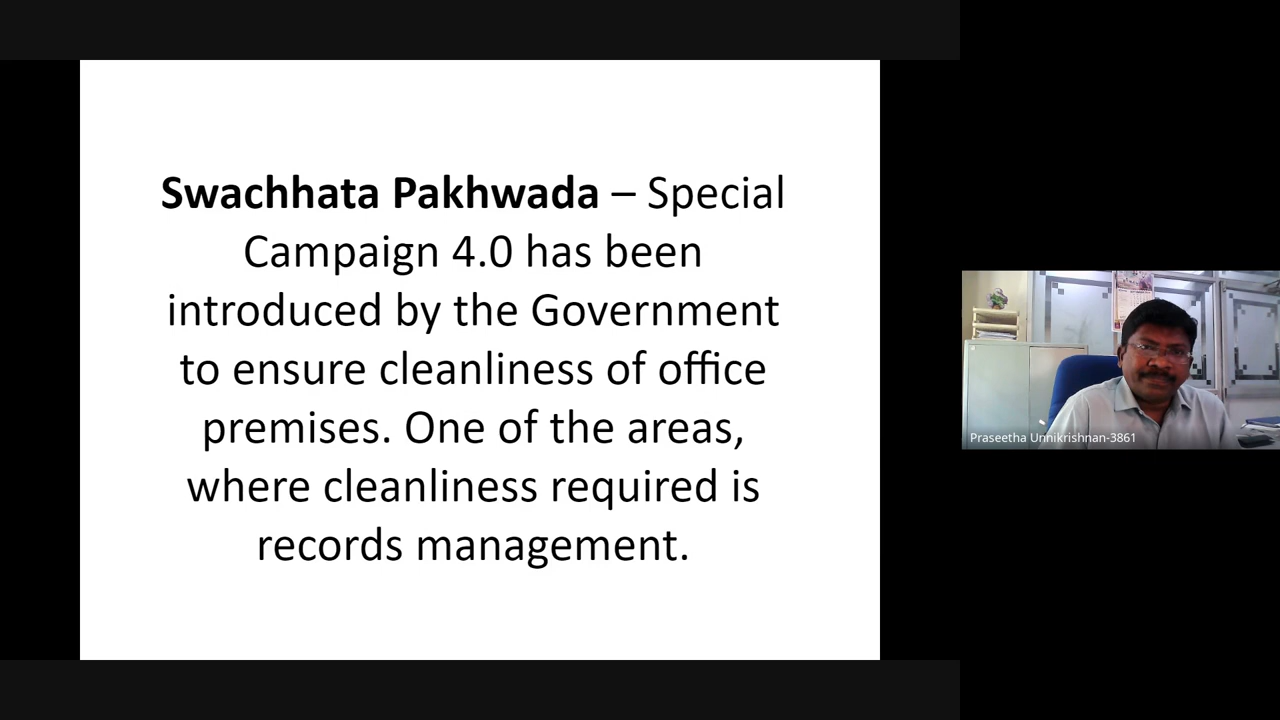 Swachhata Pakhwada – Special
Campaign 4.0 has been
introduced by the Government
to ensure cleanliness of office
premises. One of the areas,
where cleanliness required is
records management.
Praseetha Unnikrishnan-3861